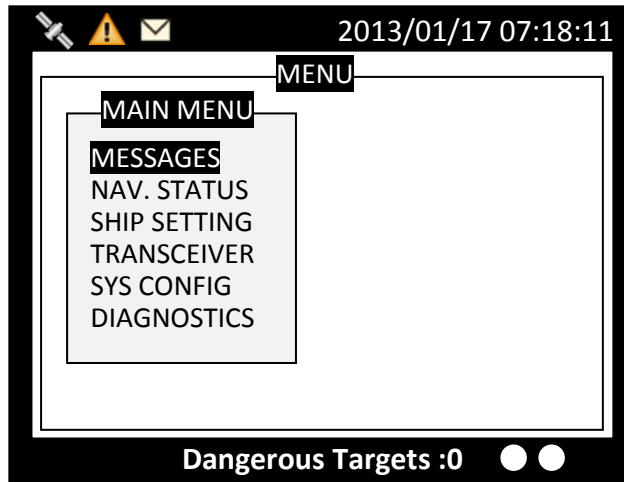 2013/01/17 07:18:11
MENU
MAIN MENU
MESSAGES
NAV. STATUS
SHIP SETTING
TRANSCEIVER
SYS CONFIG
DIAGNOSTICS
Dangerous Targets :0